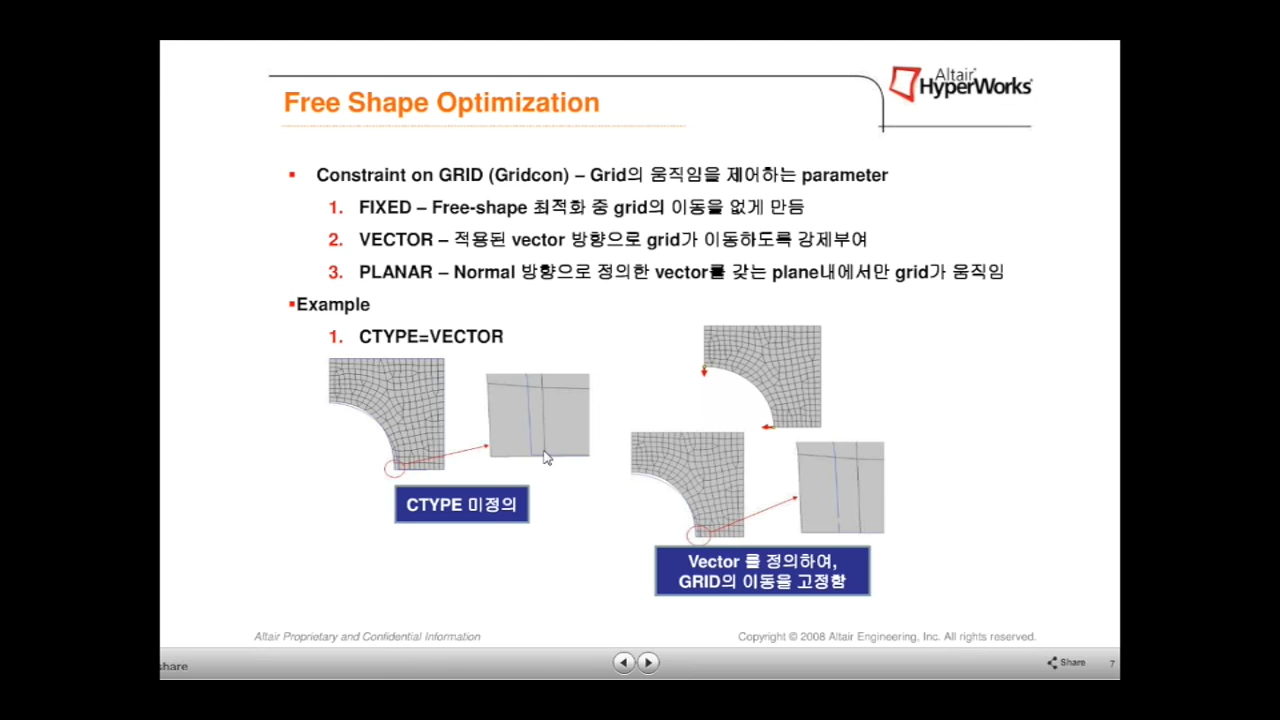 Altair
HyperWorks
Free Shape Optimization
Constraint on GRID (Gridcon) – Grid의 움직임을 제어하는 parameter
1. FIXED – Free-shape 최적화 중 grid의 이동을 없게 만듬
2. VECTOR – 적용된 vector 방향으로 grid가 이동하도록 강제부여
3. PLANAR – Normal 방향으로 정의한 vector를 갖는 plane내에서만 grid가 움직임
Example
1. CTYPE=VECTOR
CTYPE 미정의
Vector 를 정의하여,
GRID의 이동을 고정함
Altair Proprietary and Confidential Information
Copyright © 2008 Altair Engineering, Inc. All rights reserved.
share
Share
7